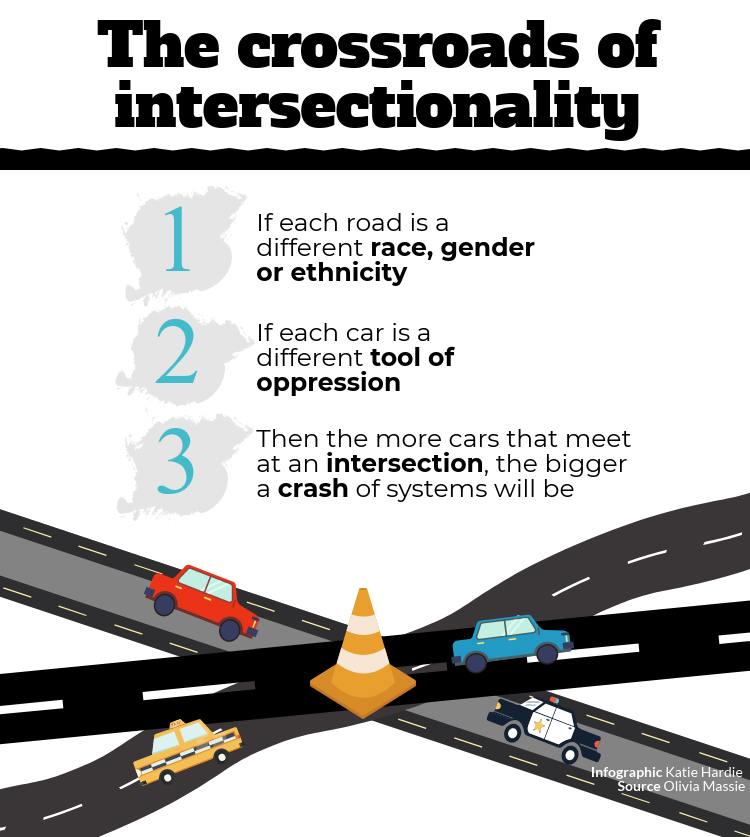 The crossroads of
intersectionality
1
If each road is a
different race, gender
or ethnicity
2
If each car is a
different tool of
oppression
3
Then the more cars that meet
at an intersection, the bigger
a crash of systems will be
Infographic Katie Hardie
Source Olivia Massie